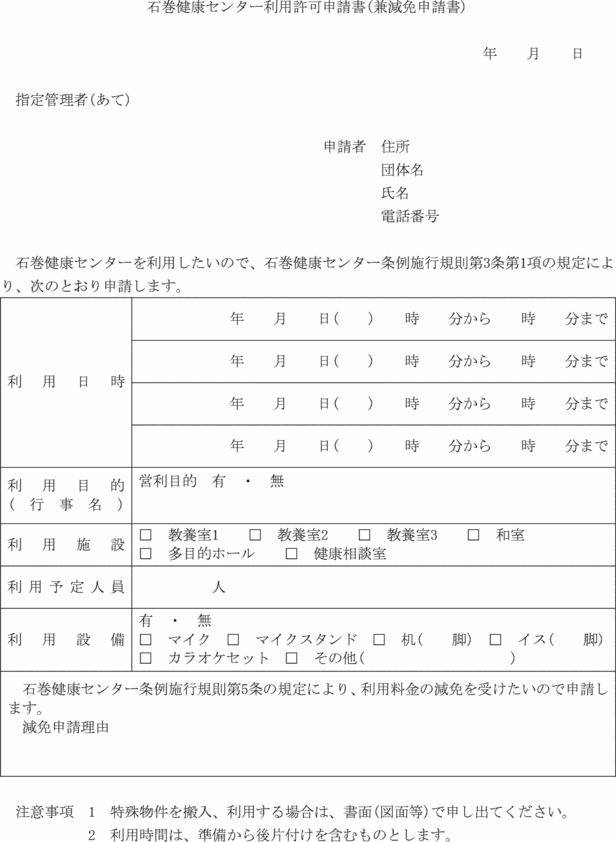 石巻健康センター利用許可申請書(兼減免申請書)
年　　月　　日
指定管理者(あて)
申請者　住所
団体名
氏名
電話番号
石巻健康センターを利用したいので、石巻健康センター条例施行規則第3条第1項の規定によ
り、次のとおり申請します。
利用日時
年　　月　　日(　　)　　時　　分から　　時　　分まで
年　　月　　日(　　)　　時　　分から　　時　　分まで
年　　月　　日(　　)　　時　　分から　　時　　分まで
年　　月　　日(　　)　　時　　分から　　時　　分まで
利用目的
(行事名)
営利目的　有　・　無
利用施設
□　教養室1　　□　教養室2　　□　教養室3　　□　和室
□　多目的ホール　　□　健康相談室
利用予定人員
人
利用設備
有　・　無
□　マイク　□　マイクスタンド　□　机(　　脚)　□　イス(　　脚)
□　カラオケセット　□　その他(　　　　　　　　　　)
石巻健康センター条例施行規則第5条の規定により、利用料金の減免を受けたいので申請し
ます。
減免申請理由
注意事項　1　特殊物件を搬入、利用する場合は、書面(図面等)で申し出てください。
2　利用時間は、準備から後片付けを含むものとします。